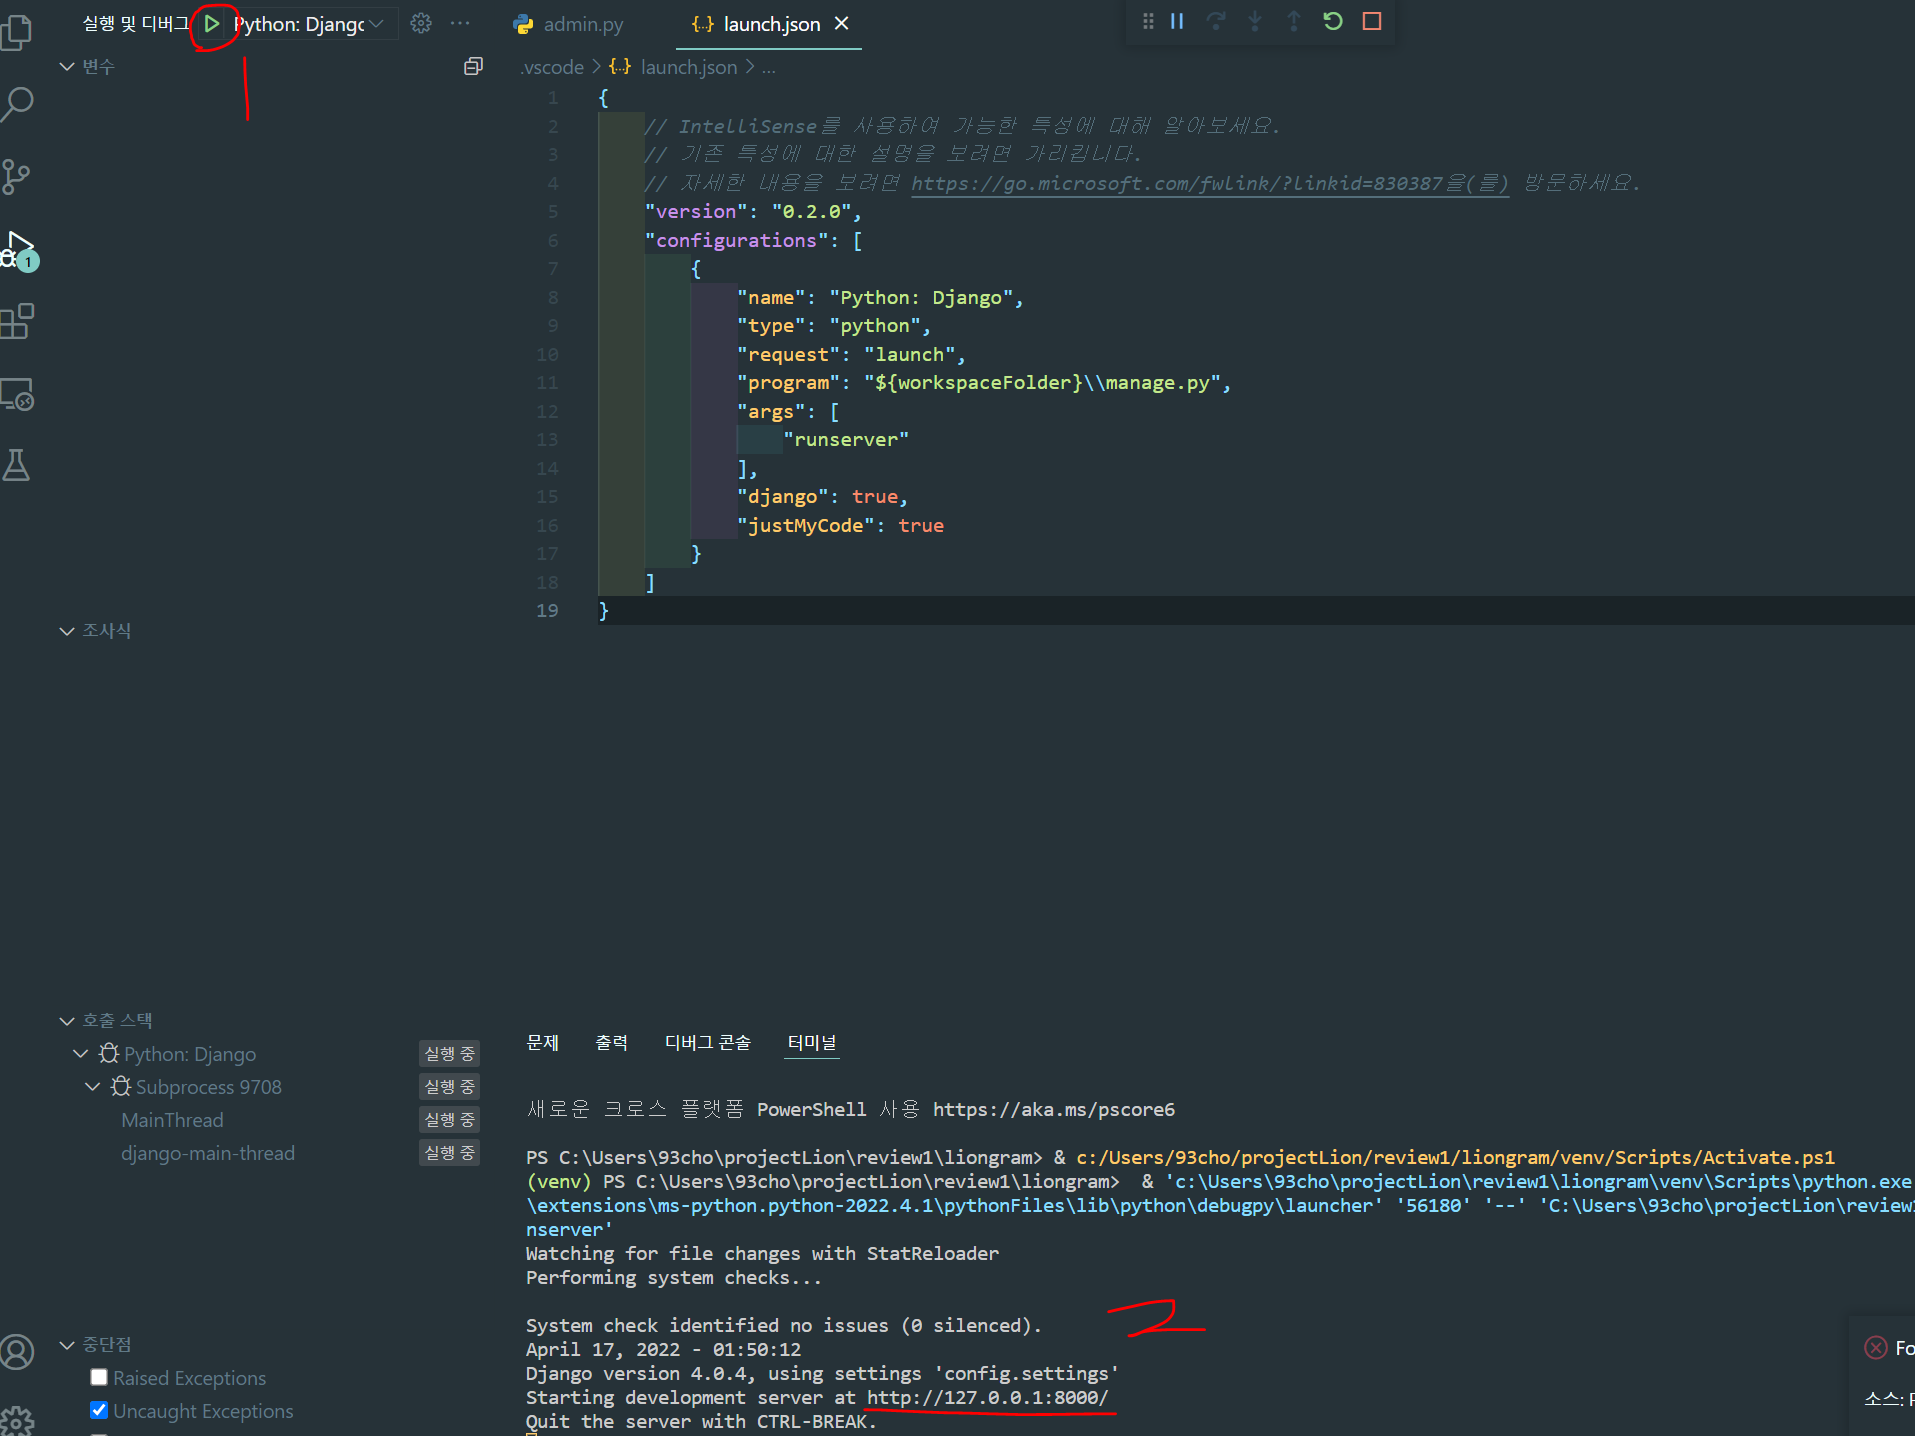 실행 및 디버그 Python: Django
admin.py
launch.json
변수
.vscode > launch.json > ...
1 {
2 // IntelliSense를 사용하여 가능한 특성에 대해 알아보세요.
3 // 기존 특성에 대한 설명을 보려면 가리킵니다.
4 // 자세한 내용을 보려면 https://go.microsoft.com/fwlink/?linkid=830387을(를) 방문하세요.
5 "version": "0.2.0",
6 "configurations": [
7 {
8 "name": "Python: Django",
9 "type": "python",
10 "request": "launch",
11 "program": "${workspaceFolder}\\manage.py",
12 "args": [
13 "runserver"
14 ],
15 "django": true,
16 "justMyCode": true
17 }
18 ]
19 }
1
1
조사식
호출 스택
Python: Django 실행 중
Subprocess 9708 실행 중
MainThread 실행 중
django-main-thread 실행 중
중단점
Raised Exceptions
Uncaught Exceptions
문제 출력 디버그 콘솔 터미널
새로운 크로스 플랫폼 PowerShell 사용 https://aka.ms/pscore6
PS C:\Users\93cho\projectLion\review1\liongram> & c:/Users/93cho/projectLion/review1/liongram/venv/Scripts/Activate.ps1
(venv) PS C:\Users\93cho\projectLion\review1\liongram> & 'c:\Users\93cho\projectLion\review1\liongram\venv\Scripts\python.exe
\extensions\ms-python.python-2022.4.1\pythonFiles\lib\python\debugpy\launcher' '56180' '--' 'C:\Users\93cho\projectLion\review1
nserver'
Watching for file changes with StatReloader
Performing system checks...
System check identified no issues (0 silenced).
2
April 17, 2022 - 01:50:12
Django version 4.0.4, using settings 'config.settings'
Starting development server at http://127.0.0.1:8000/
Quit the server with CTRL-BREAK.
Fo
소스: